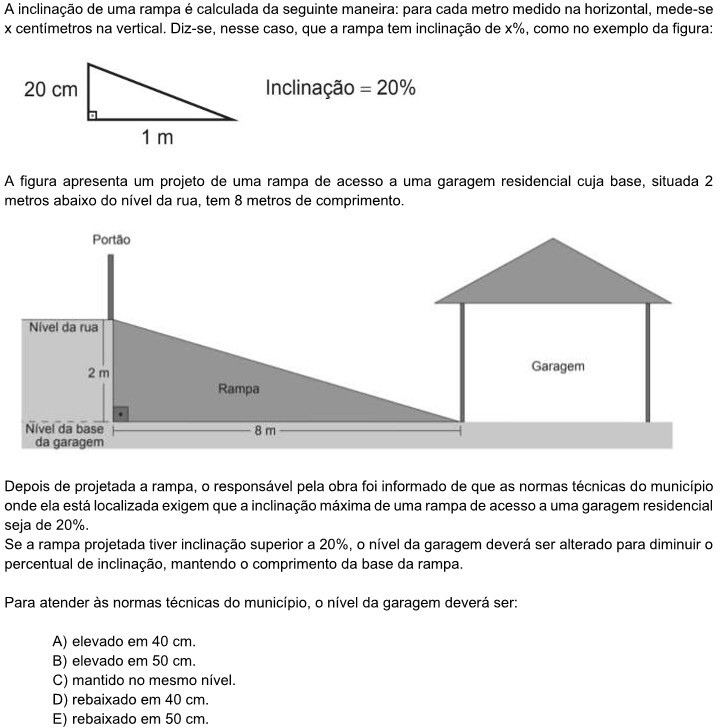 A inclinação de uma rampa é calculada da seguinte maneira: para cada metro medido na horizontal, mede-se
x centímetros na vertical. Diz-se, nesse caso, que a rampa tem inclinação de x%, como no exemplo da figura:
20 cm
Inclinação = 20%
1 m
A figura apresenta um projeto de uma rampa de acesso a uma garagem residencial cuja base, situada 2
metros abaixo do nível da rua, tem 8 metros de comprimento.
Portão
Nível da rua
2 m
Rampa
Garagem
Nível da base
da garagem
8 m
Depois de projetada a rampa, o responsável pela obra foi informado de que as normas técnicas do município
onde ela está localizada exigem que a inclinação máxima de uma rampa de acesso a uma garagem residencial
seja de 20%.
Se a rampa projetada tiver inclinação superior a 20%, o nível da garagem deverá ser alterado para diminuir o
percentual de inclinação, mantendo o comprimento da base da rampa.
Para atender às normas técnicas do município, o nível da garagem deverá ser:
A) elevado em 40 cm.
B) elevado em 50 cm.
C) mantido no mesmo nível.
D) rebaixado em 40 cm.
E) rebaixado em 50 cm.